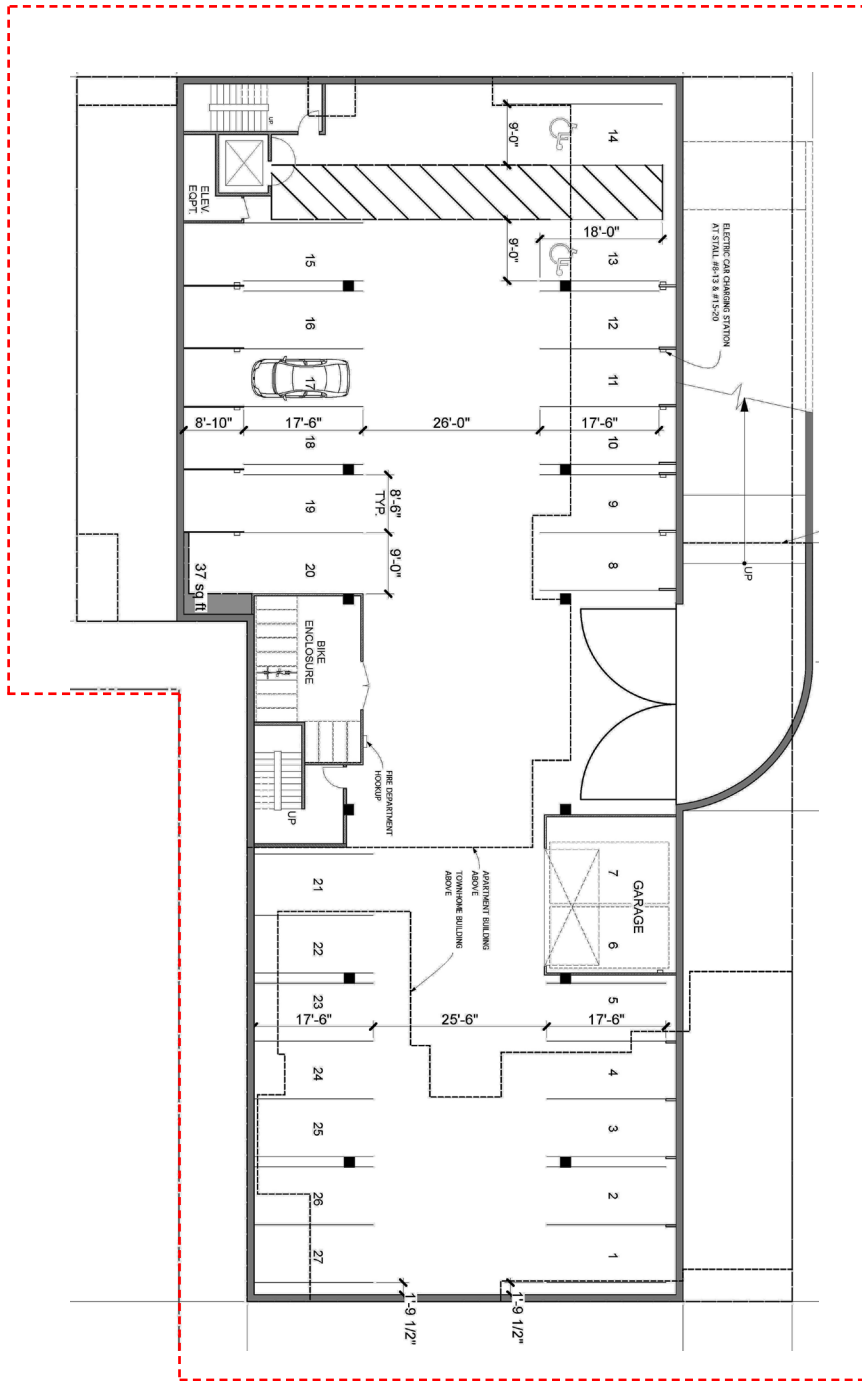 UP
14
9'-0"
ELEV.
EQPT.
18'-0"
9'-0"
13
15
ELECTRIC CAR CHARGING STATION
AT STALL #8-13 & #15-20
16
12
17
11
8'-10"
17'-6"
26'-0"
17'-6"
18
10
8'-6"
TYP.
19
9
9'-0"
20
8
UP
37 sq ft
BIKE
ENCLOSURE
FIRE DEPARTMENT
HOOKUP
UP
APARTMENT BUILDING
ABOVE
TOWNHOME BUILDING
ABOVE
GARAGE
7
6
21
22
23
5
17'-6"
25'-6"
17'-6"
24
4
25
3
26
2
27
1
1'-9 1/2"
1'-9 1/2"